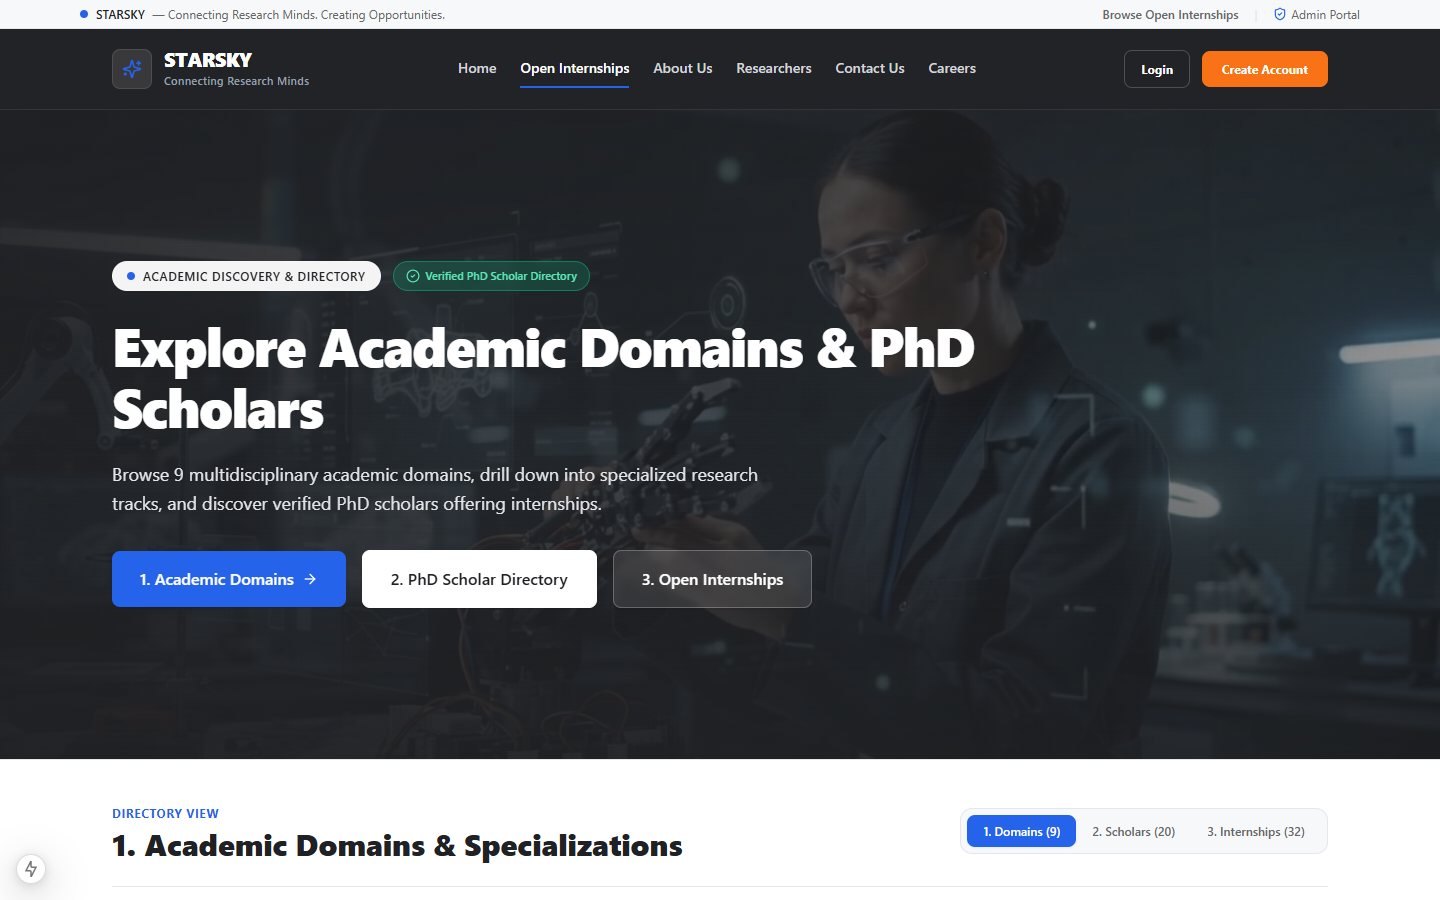 STARSKY — Connecting Research Minds. Creating Opportunities.
Browse Open Internships
Admin Portal
STARSKY
Connecting Research Minds
Home
Open Internships
About Us
Researchers
Contact Us
Careers
Login
Create Account
ACADEMIC DISCOVERY & DIRECTORY
Verified PhD Scholar Directory
Explore Academic Domains & PhD
Scholars
Browse 9 multidisciplinary academic domains, drill down into specialized research
tracks, and discover verified PhD scholars offering internships.
1. Academic Domains →
2. PhD Scholar Directory
3. Open Internships
DIRECTORY VIEW
1. Academic Domains & Specializations
1. Domains (9)
2. Scholars (20)
3. Internships (32)